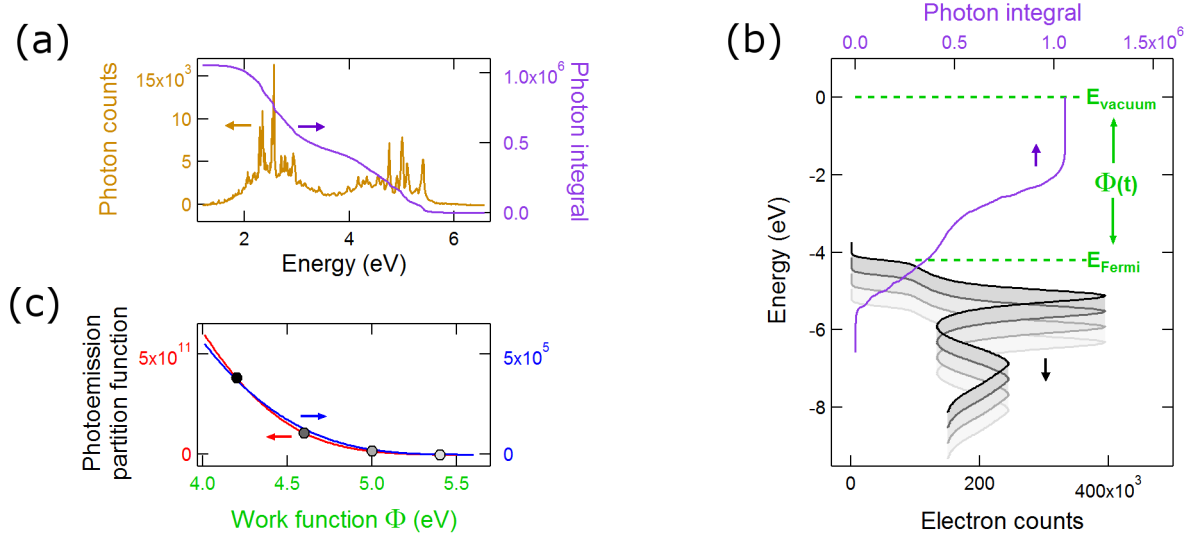 (a)
Photon counts
15x10³
10
5
0
1.0x10⁶
0.5
0.0
Photon integral
2
4
6
Energy (eV)
(b)
Photon integral
0.0
0.5
1.0
1.5x10⁶
Energy (eV)
0
-2
-4
-6
-8
E_vacuum
Φ(t)
E_Fermi
0
200
400x10³
Electron counts
(c)
Photoemission
partition function
5x10¹¹
0
5x10⁵
0
4.0
4.5
5.0
5.5
Work function Φ (eV)